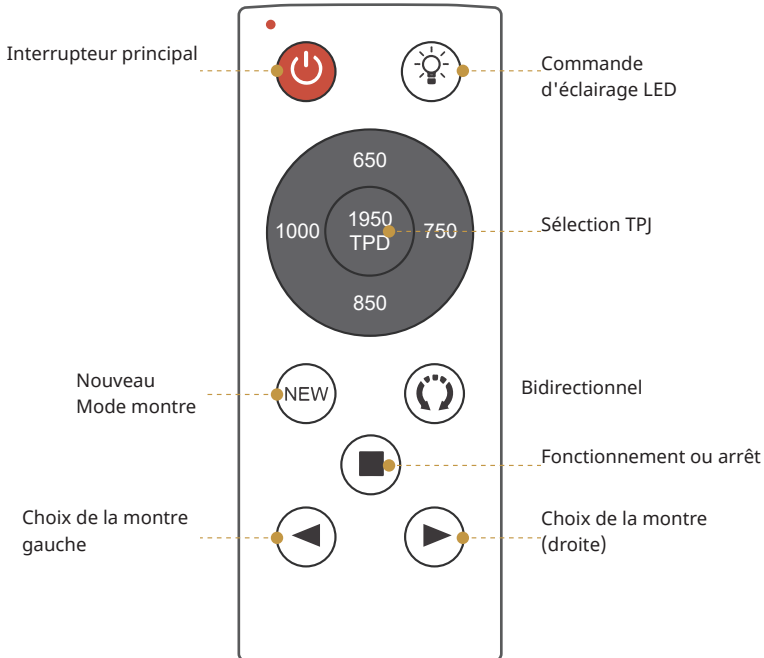 Interrupteur principal
Commande
d'éclairage LED
650
1000
1950
TPD
750
850
Sélection TPJ
Nouveau
Mode montre
NEW
Bidirectionnel
Fonctionnement ou arrêt
Choix de la montre
gauche
Choix de la montre
(droite)